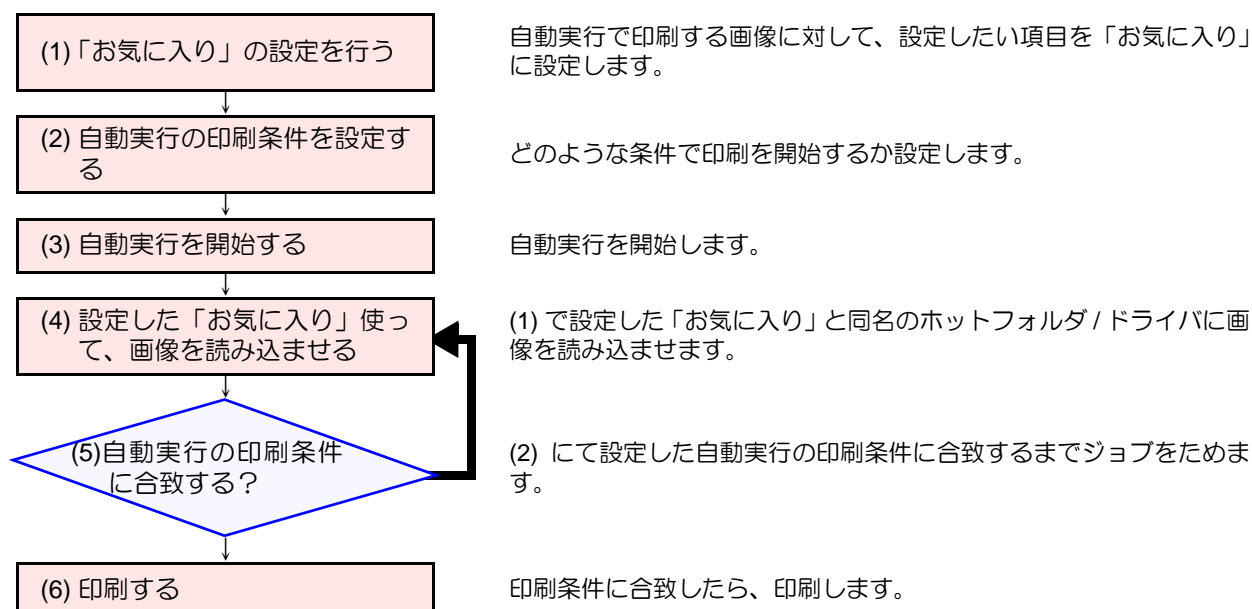 (1)「お気に入り」の設定を行う
自動実行で印刷する画像に対して、設定したい項目を「お気に入り」
に設定します。
(2) 自動実行の印刷条件を設定す
る
どのような条件で印刷を開始するか設定します。
(3) 自動実行を開始する
自動実行を開始します。
(4) 設定した「お気に入り」使っ
て、画像を読み込ませる
(1) で設定した「お気に入り」と同名のホットフォルダ / ドライバに画
像を読み込ませます。
(5)自動実行の印刷条件
に合致する？
(2) にて設定した自動実行の印刷条件に合致するまでジョブをためま
す。
(6) 印刷する
印刷条件に合致したら、印刷します。